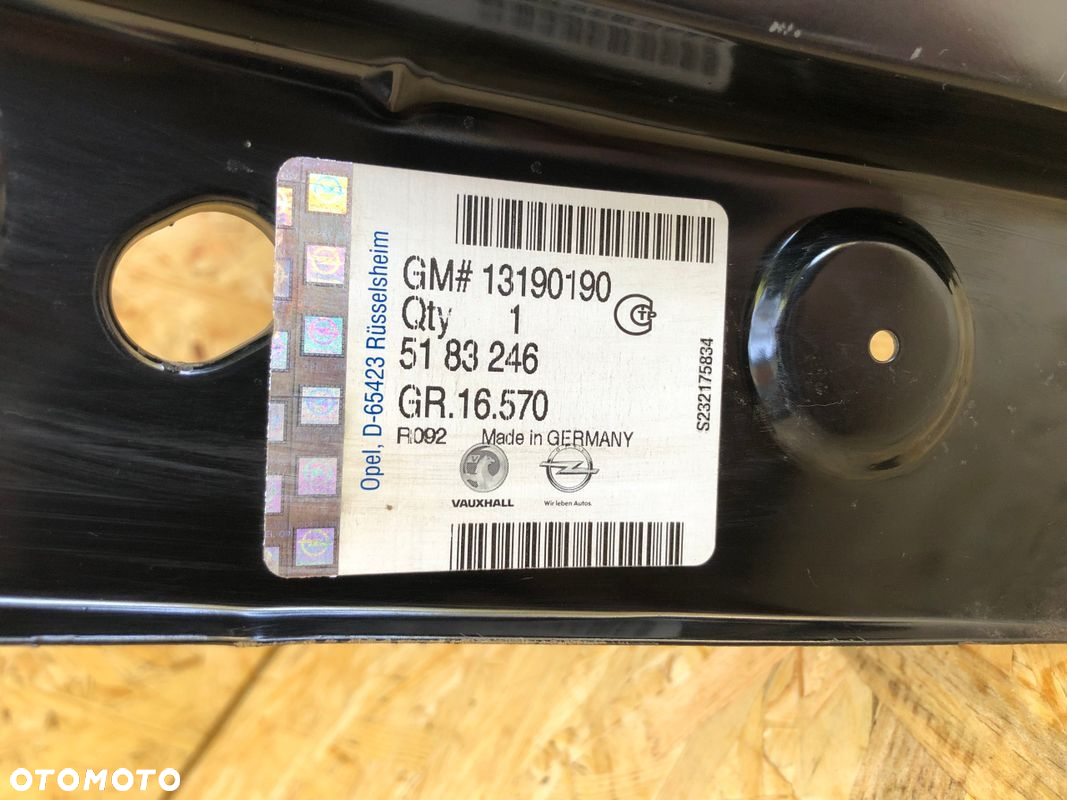 GM# 13190190
Qty 1
51 83 246
GR.16.570
R092 Made in GERMANY
VAUXHALL
Wir leben Autos.
Opel, D-65423 Rüsselsheim
S232175834
CTP
OTOMOTO